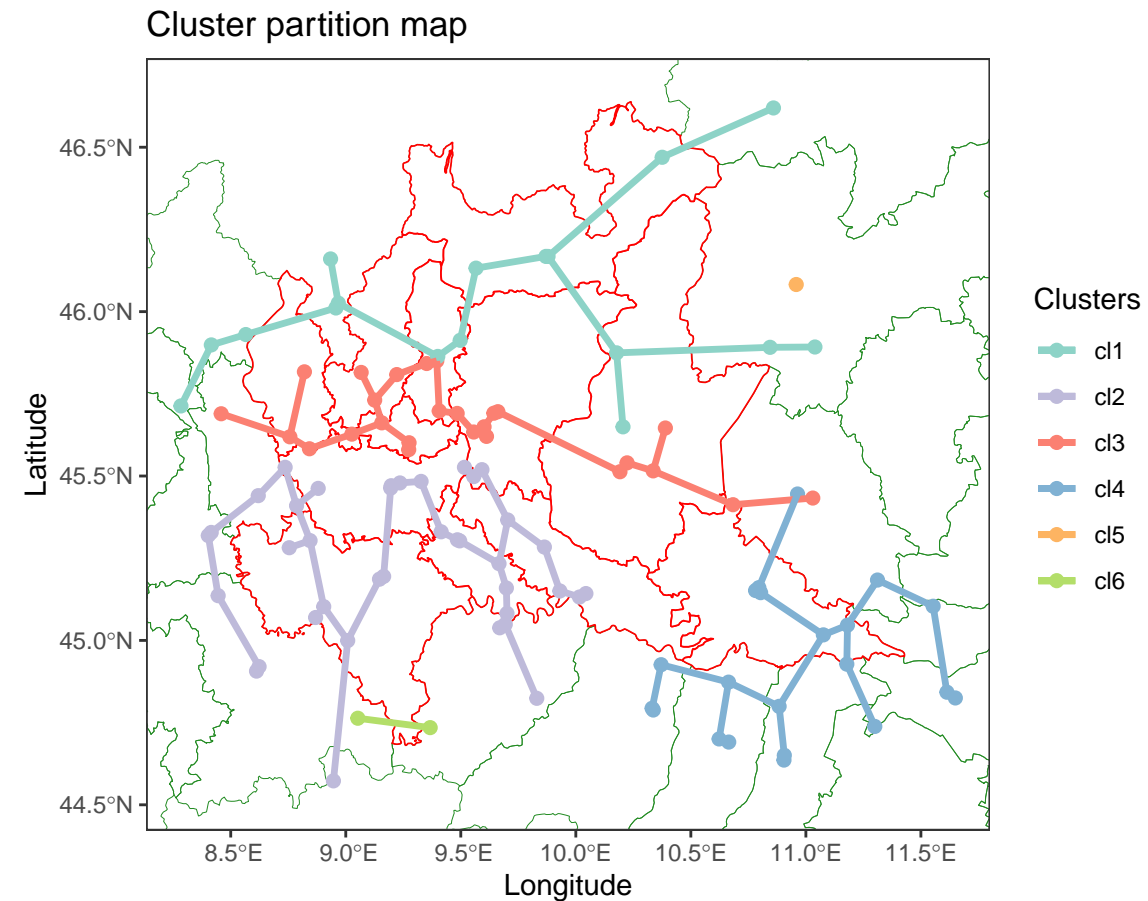 Cluster partition map
46.5°N
46.0°N
45.5°N
45.0°N
44.5°N
Latitude
8.5°E 9.0°E 9.5°E 10.0°E 10.5°E 11.0°E 11.5°E
Longitude
Clusters
cl1
cl2
cl3
cl4
cl5
cl6